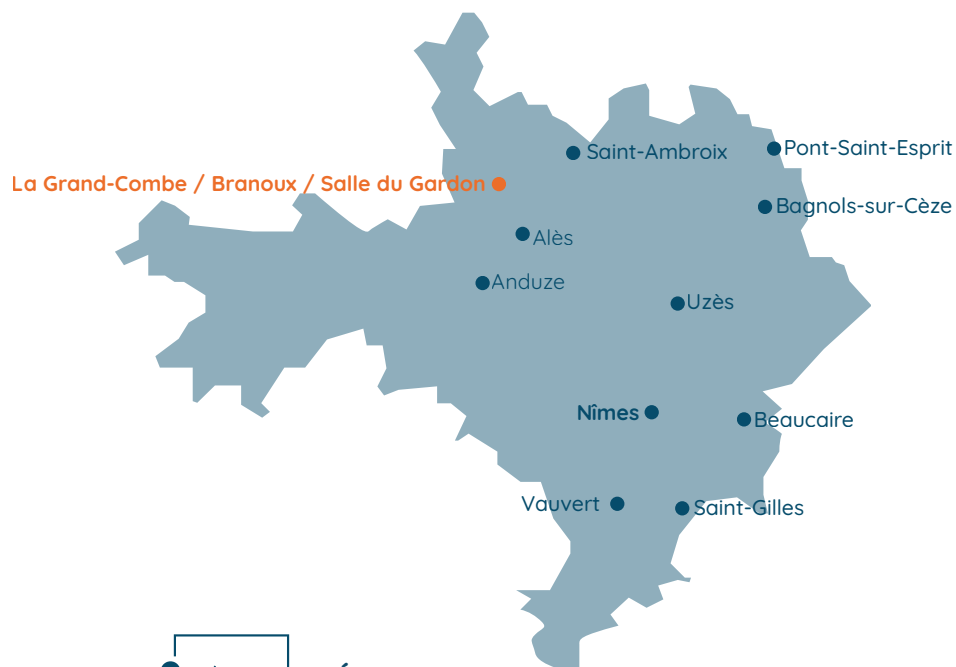 Saint-Ambroix
Pont-Saint-Esprit
La Grand-Combe / Branoux / Salle du Gardon
Bagnols-sur-Cèze
Alès
Anduze
Uzès
Nîmes
Beaucaire
Vauvert
Saint-Gilles